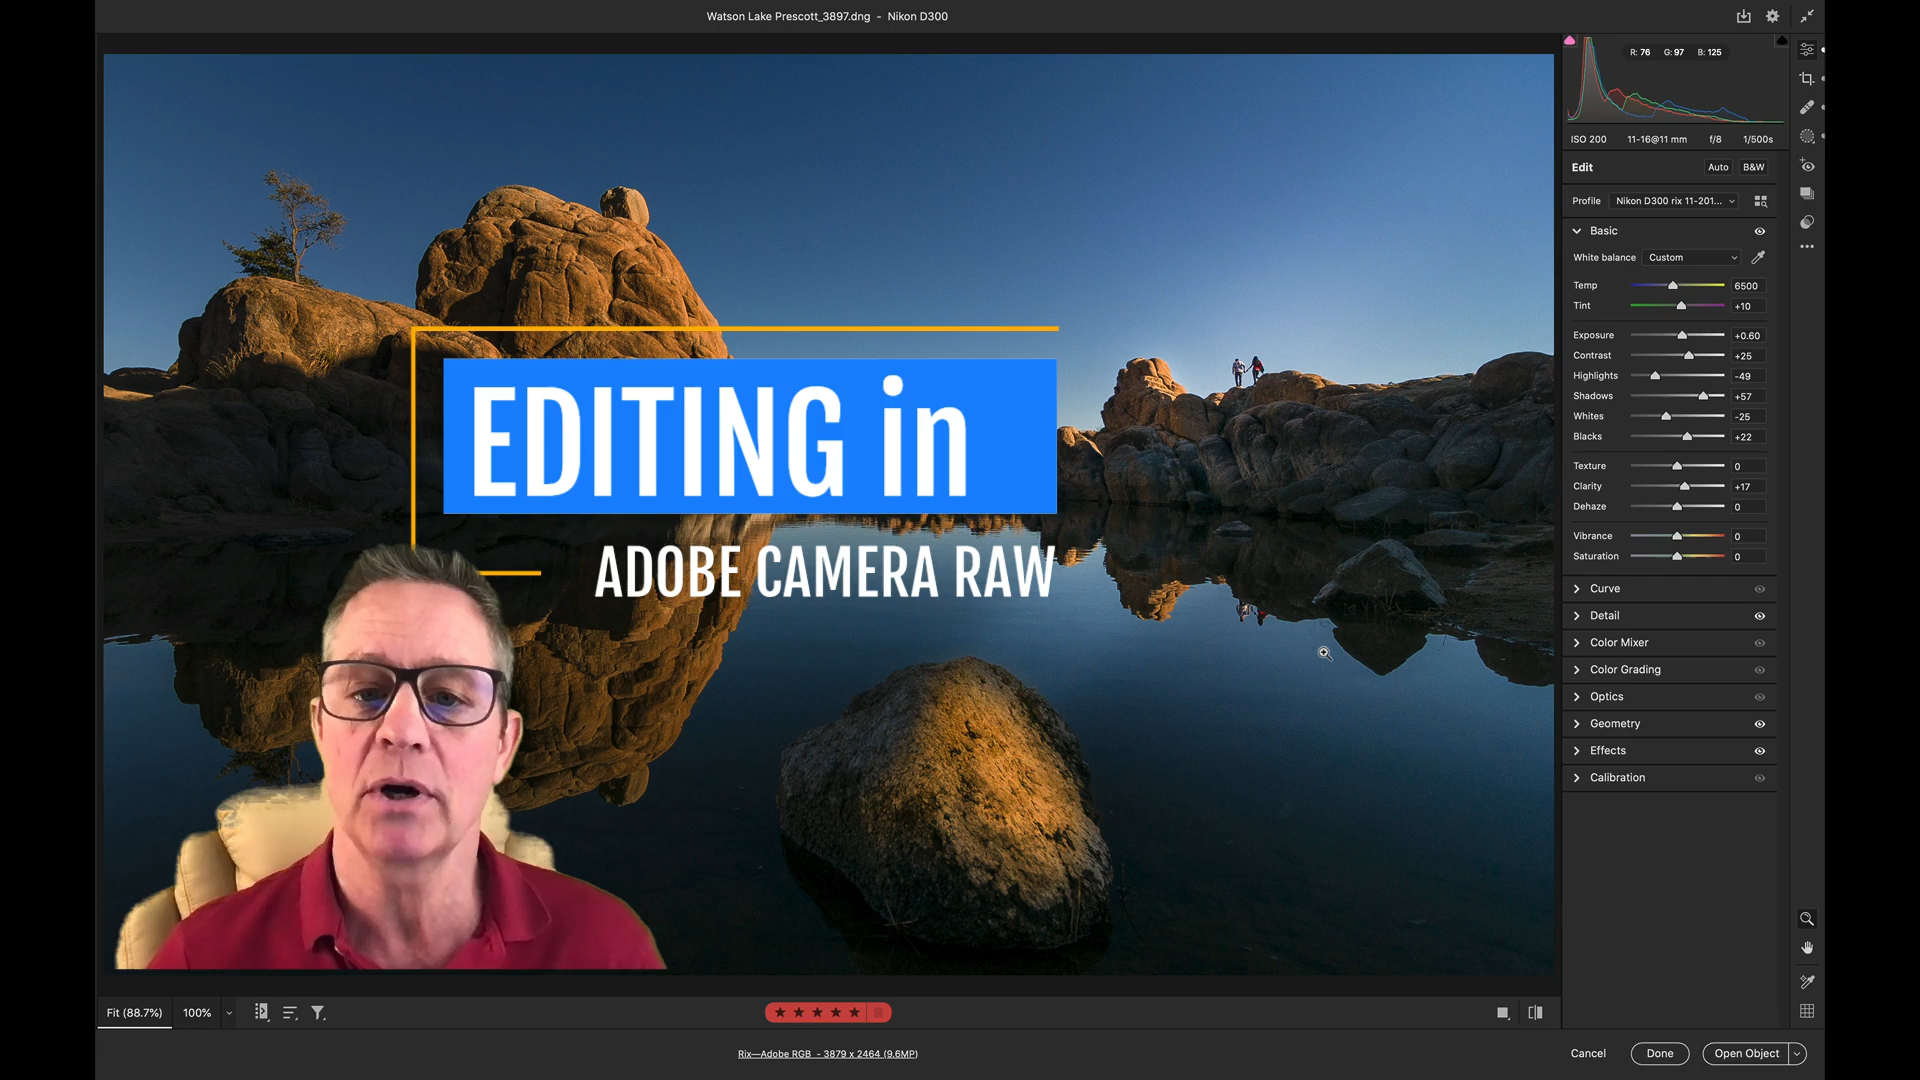 Watson Lake Prescott_3897.dng - Nikon D300
R: 76 G: 97 B: 125
ISO 200 11-16@11 mm f/8 1/500s
Edit Auto B&W
Profile Nikon D300 rix 11-201...
Basic
White balance Custom
Temp 6500
Tint +10
Exposure +0.60
Contrast +25
Highlights -49
Shadows +57
Whites -25
Blacks +22
Texture 0
Clarity +17
Dehaze 0
Vibrance 0
Saturation 0
Curve
Detail
Color Mixer
Color Grading
Optics
Geometry
Effects
Calibration
EDITING in
ADOBE CAMERA RAW
Fit (88.7%) 100%
Rix—Adobe RGB - 3879 x 2464 (9.6MP)
Cancel Done Open Object